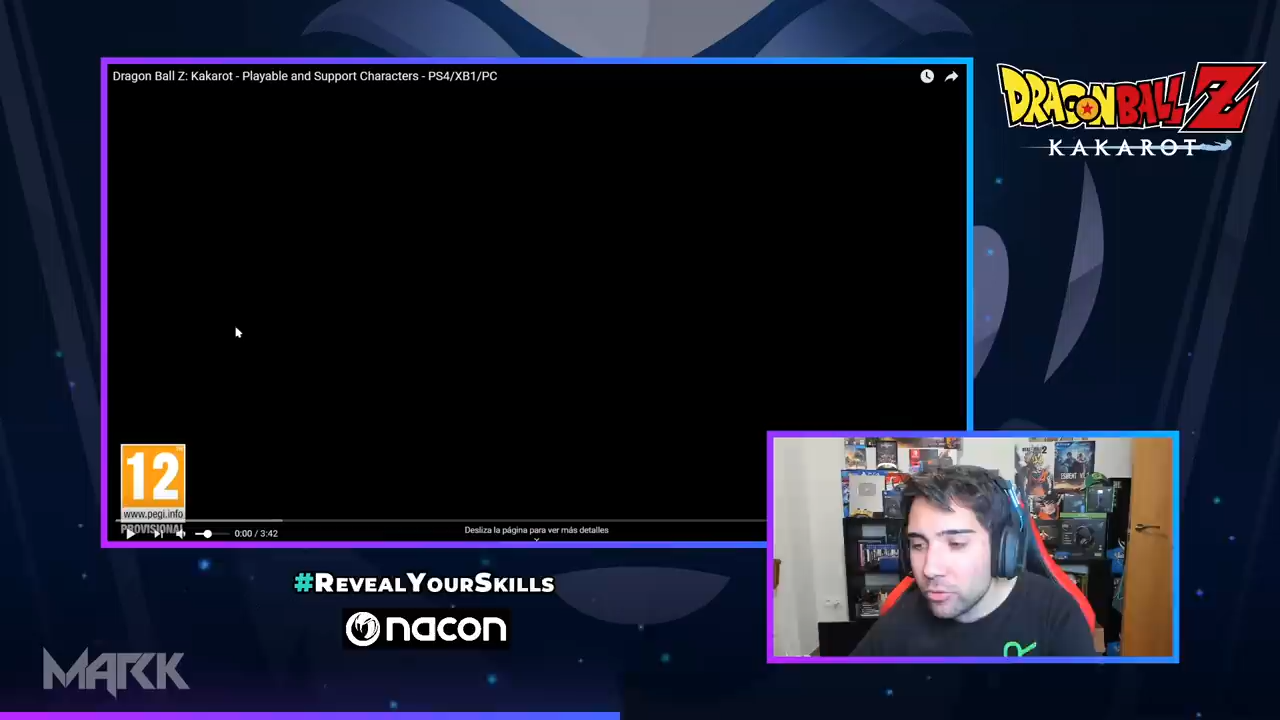 Dragon Ball Z: Kakarot - Playable and Support Characters - PS4/XB1/PC
DRAGON BALL Z
KAKAROT
12
www.pegi.info
PROVISIONAL
0:00 / 3:42
Desliza la página para ver más detalles
#REVEALYOURSKILLS
nacon
MARK
R